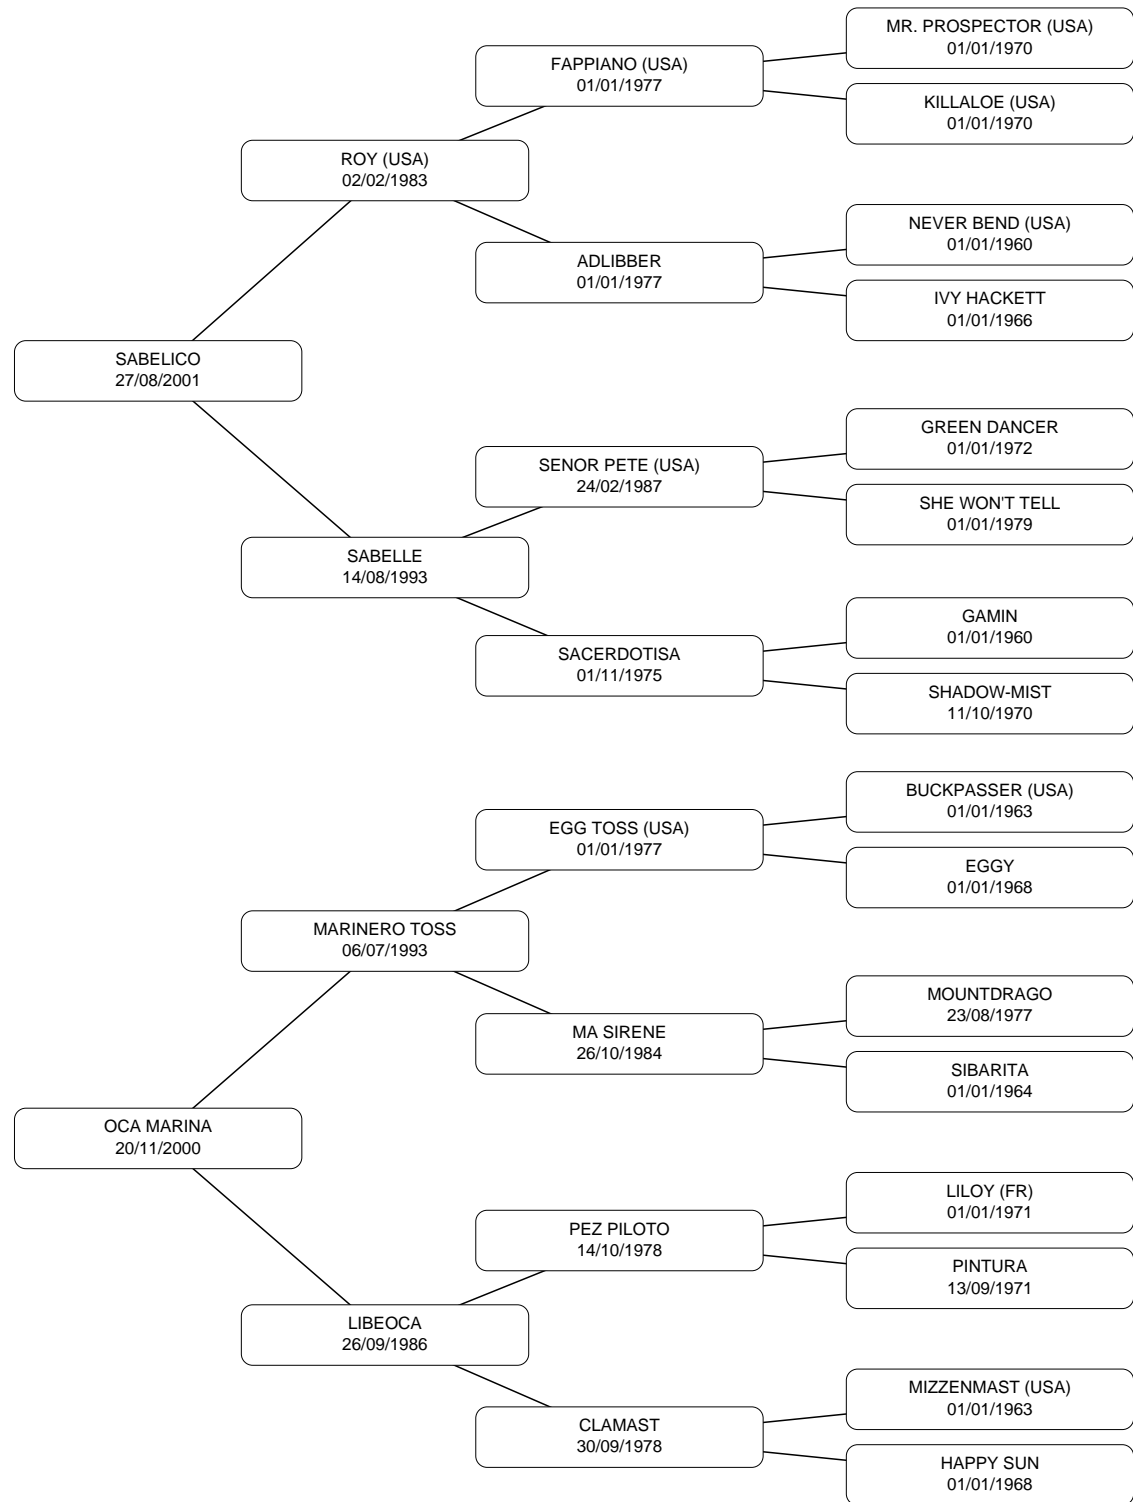 MR. PROSPECTOR (USA)
01/01/1970
FAPPIANO (USA)
01/01/1977
KILLALOE (USA)
01/01/1970
ROY (USA)
02/02/1983
NEVER BEND (USA)
01/01/1960
ADLIBBER
01/01/1977
IVY HACKETT
01/01/1966
SABELICO
27/08/2001
GREEN DANCER
01/01/1972
SENOR PETE (USA)
24/02/1987
SHE WON'T TELL
01/01/1979
SABELLE
14/08/1993
GAMIN
01/01/1960
SACERDOTISA
01/11/1975
SHADOW-MIST
11/10/1970
BUCKPASSER (USA)
01/01/1963
EGG TOSS (USA)
01/01/1977
EGGY
01/01/1968
MARINERO TOSS
06/07/1993
MOUNTDRAGO
23/08/1977
MA SIRENE
26/10/1984
SIBARITA
01/01/1964
OCA MARINA
20/11/2000
LILOY (FR)
01/01/1971
PEZ PILOTO
14/10/1978
PINTURA
13/09/1971
LIBEOCA
26/09/1986
MIZZENMAST (USA)
01/01/1963
CLAMAST
30/09/1978
HAPPY SUN
01/01/1968